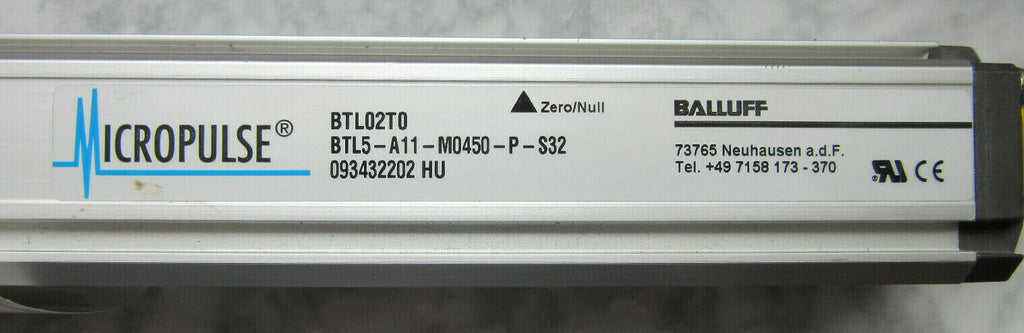 MICROPULSE®
BTL02T0
BTL5-A11-M0450-P-S32
093432202 HU
▲ Zero/Null
BALLUFF
73765 Neuhausen a.d.F.
Tel. +49 7158 173 - 370
RU CE